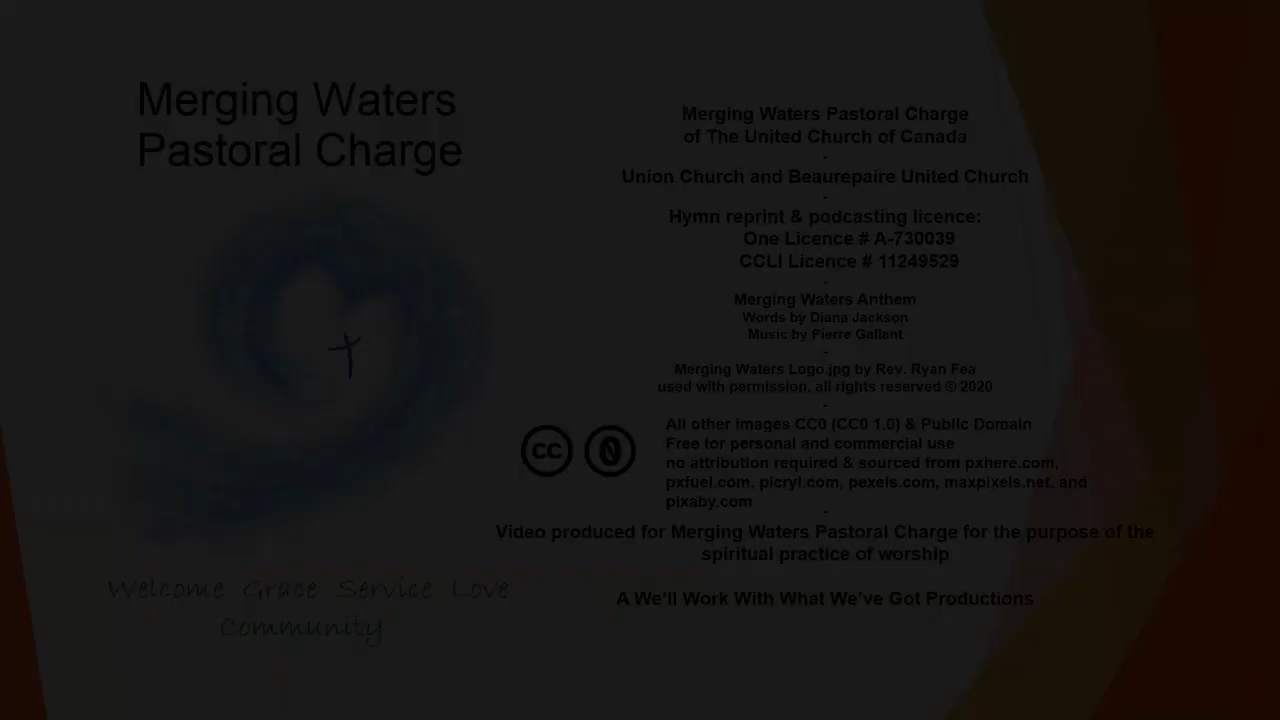 Merging Waters
Pastoral Charge
Welcome Grace Service Love
Community
Merging Waters Pastoral Charge
of The United Church of Canada
-
Union Church and Beaurepaire United Church
-
Hymn reprint & podcasting licence:
One Licence # A-730039
CCLI Licence # 11249529
-
Merging Waters Anthem
Words by Diana Jackson
Music by Pierre Gallant
-
Merging Waters Logo.jpg by Rev. Ryan Fea
used with permission, all rights reserved © 2020
-
CC 0
All other images CC0 (CC0 1.0) & Public Domain
Free for personal and commercial use
no attribution required & sourced from pxhere.com,
pxfuel.com, picryl.com, pexels.com, maxpixels.net, and
pixaby.com
-
Video produced for Merging Waters Pastoral Charge for the purpose of the
spiritual practice of worship
A We'll Work With What We've Got Productions